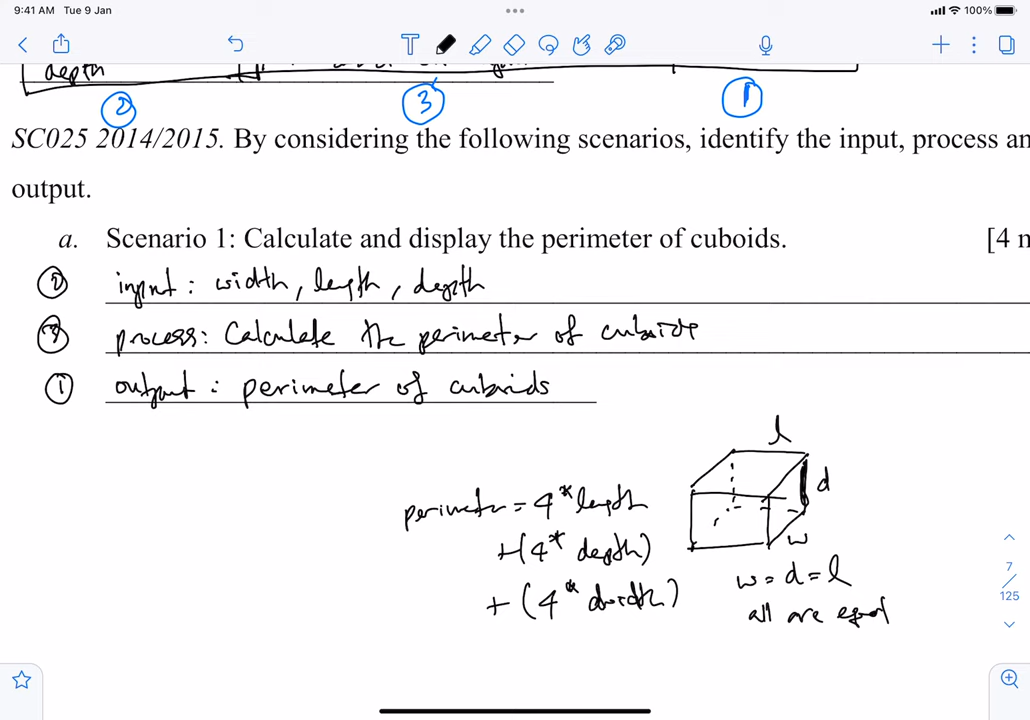 9:41 AM Tue 9 Jan
100%
T
depth
② ③ ①
SC025 2014/2015. By considering the following scenarios, identify the input, process an
output.
a. Scenario 1: Calculate and display the perimeter of cuboids. [4 m
② input : width, length, depth
③ process: Calculate the perimeter of cuboids
① output : perimeter of cuboids
l
d
w
perimeter = 4*length
+(4* depth)
+ (4* width)
w = d = l
all are equal
7
125